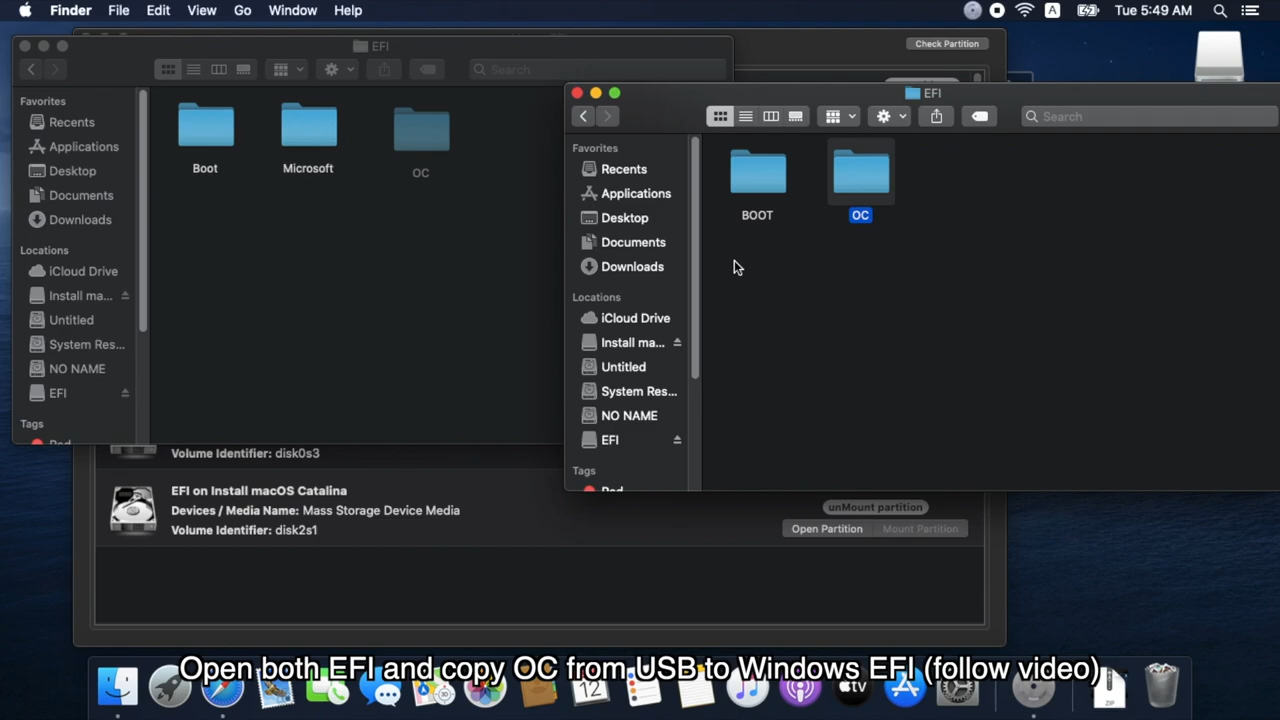 Finder File Edit View Go Window Help
A Tue 5:49 AM
Check Partition
EFI
Search
Favorites
Recents
Applications
Desktop
Documents
Downloads
Locations
iCloud Drive
Install ma...
Untitled
System Res...
NO NAME
EFI
Tags
Boot
Microsoft
OC
EFI
Search
Favorites
Recents
Applications
Desktop
Documents
Downloads
Locations
iCloud Drive
Install ma...
Untitled
System Res...
NO NAME
EFI
Tags
BOOT
OC
Volume Identifier: disk0s3
EFI on Install macOS Catalina
Devices / Media Name: Mass Storage Device Media
Volume Identifier: disk2s1
unMount partition
Open Partition Mount Partition
Open both EFI and copy OC from USB to Windows EFI (follow video)
12
tv
ZIP